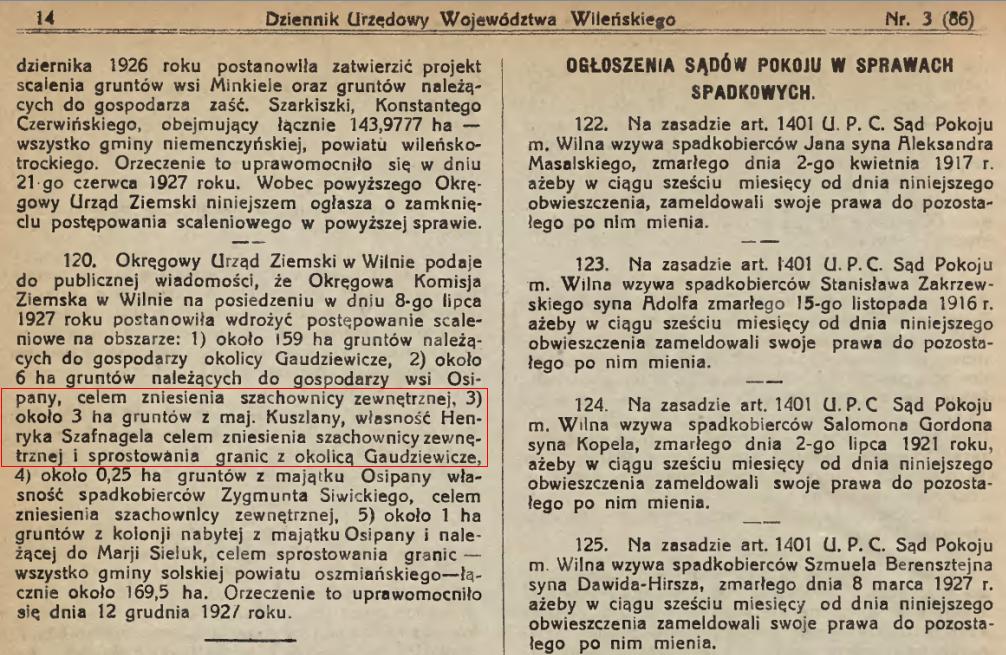 14 Dziennik Urzędowy Województwa Wileńskiego Nr. 3 (86)
dziernika 1926 roku postanowiła zatwierzić projekt
scalenia gruntów wsi Minkiele oraz gruntów należą-
cych do gospodarza zaść. Szarkiszki, Konstantego
Czerwińskiego, obejmujący łącznie 143,9777 ha —
wszystko gminy niemenczyńskiej, powiatu wileńsko-
trockiego. Orzeczenie to uprawomocniło się w dniu
21-go czerwca 1927 roku. Wobec powyższego Okrę-
gowy Urząd Ziemski niniejszem ogłasza o zamknię-
ciu postępowania scaleniowego w powyższej sprawie.
120. Okręgowy Urząd Ziemski w Wilnie podaje
do publicznej wiadomości, że Okręgowa Komisja
Ziemska w Wilnie na posiedzeniu w dniu 8-go lipca
1927 roku postanowiła wdrożyć postępowanie scale-
niowe na obszarze: 1) około 159 ha gruntów należą-
cych do gospodarzy okolicy Gaudziewicze, 2) około
6 ha gruntów należących do gospodarzy wsi Osi-
pany, celem zniesienia szachownicy zewnętrznej, 3)
około 3 ha gruntów z maj. Kuszlany, własność Hen-
ryka Szafnagela celem zniesienia szachownicy zewnę-
trznej i sprostowania granic z okolicą Gaudziewicze,
4) około 0,25 ha gruntów z majątku Osipany wła-
sność spadkobierców Zygmunta Siwickiego, celem
zniesienia szachownicy zewnętrznej, 5) około 1 ha
gruntów z kolonji nabytej z majątku Osipany i nale-
żącej do Marji Sieluk, celem sprostowania granic —
wszystko gminy solskiej powiatu oszmiańskiego—łą-
cznie około 169,5 ha. Orzeczenie to uprawomocniło
się dnia 12 grudnia 1927 roku.
OGŁOSZENIA SĄDÓW POKOJU W SPRAWACH
SPADKOWYCH.
122. Na zasadzie art. 1401 U. P. C. Sąd Pokoju
m. Wilna wzywa spadkobierców Jana syna Aleksandra
Masalskiego, zmarłego dnia 2-go kwietnia 1917 r.
ażeby w ciągu sześciu miesięcy od dnia niniejszego
obwieszczenia, zameldowali swoje prawa do pozosta-
łego po nim mienia.
123. Na zasadzie art. 1401 U. P. C. Sąd Pokoju
m. Wilna wzywa spadkobierców Stanisława Zakrzew-
skiego syna Adolfa zmarłego 15-go listopada 1916 r.
ażeby w ciągu sześciu miesięcy od dnia niniejszego
obwieszczenia zameldowali swoje prawa do pozosta-
łego po nim mienia.
124. Na zasadzie art. 1401 U. P. C Sąd Pokoju
m. Wilna wzywa spadkobierców Salomona Gordona
syna Kopela, zmarłego dnia 2-go lipca 1921 roku,
ażeby w ciągu sześciu miesięcy od dnia niniejszego
obwieszczenia zameldowali swoje prawa do pozosta-
łego po nim mienia.
125. Na zasadzie art. 1401 U. P. C. Sąd Pokoju
m. Wilna wzywa spadkobierców Szmuela Berensztejna
syna Dawida-Hirsza, zmarłego dnia 8 marca 1927 r.
ażeby w ciągu sześciu miesięcy od dnia niniejszego
obwieszczenia zameldowali swoje prawa do pozosta-
łego po nim mienia.